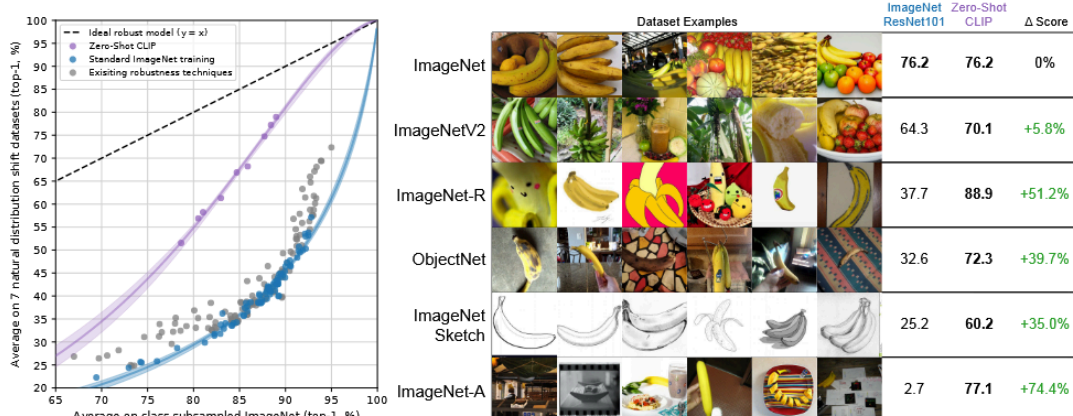 Average on 7 natural distribution shift datasets (top-1, %)
100
95
90
85
80
75
70
65
60
55
50
45
40
35
30
25
20
Ideal robust model (y = x)
Zero-Shot CLIP
Standard ImageNet training
Exisiting robustness techniques
65 70 75 80 85 90 95 100
Average on class subsampled ImageNet (top-1, %)
Dataset Examples
ImageNet
ResNet101
Zero-Shot
CLIP
Δ Score
ImageNet 76.2 76.2 0%
ImageNetV2 64.3 70.1 +5.8%
ImageNet-R 37.7 88.9 +51.2%
ObjectNet 32.6 72.3 +39.7%
ImageNet
Sketch
25.2 60.2 +35.0%
ImageNet-A 2.7 77.1 +74.4%